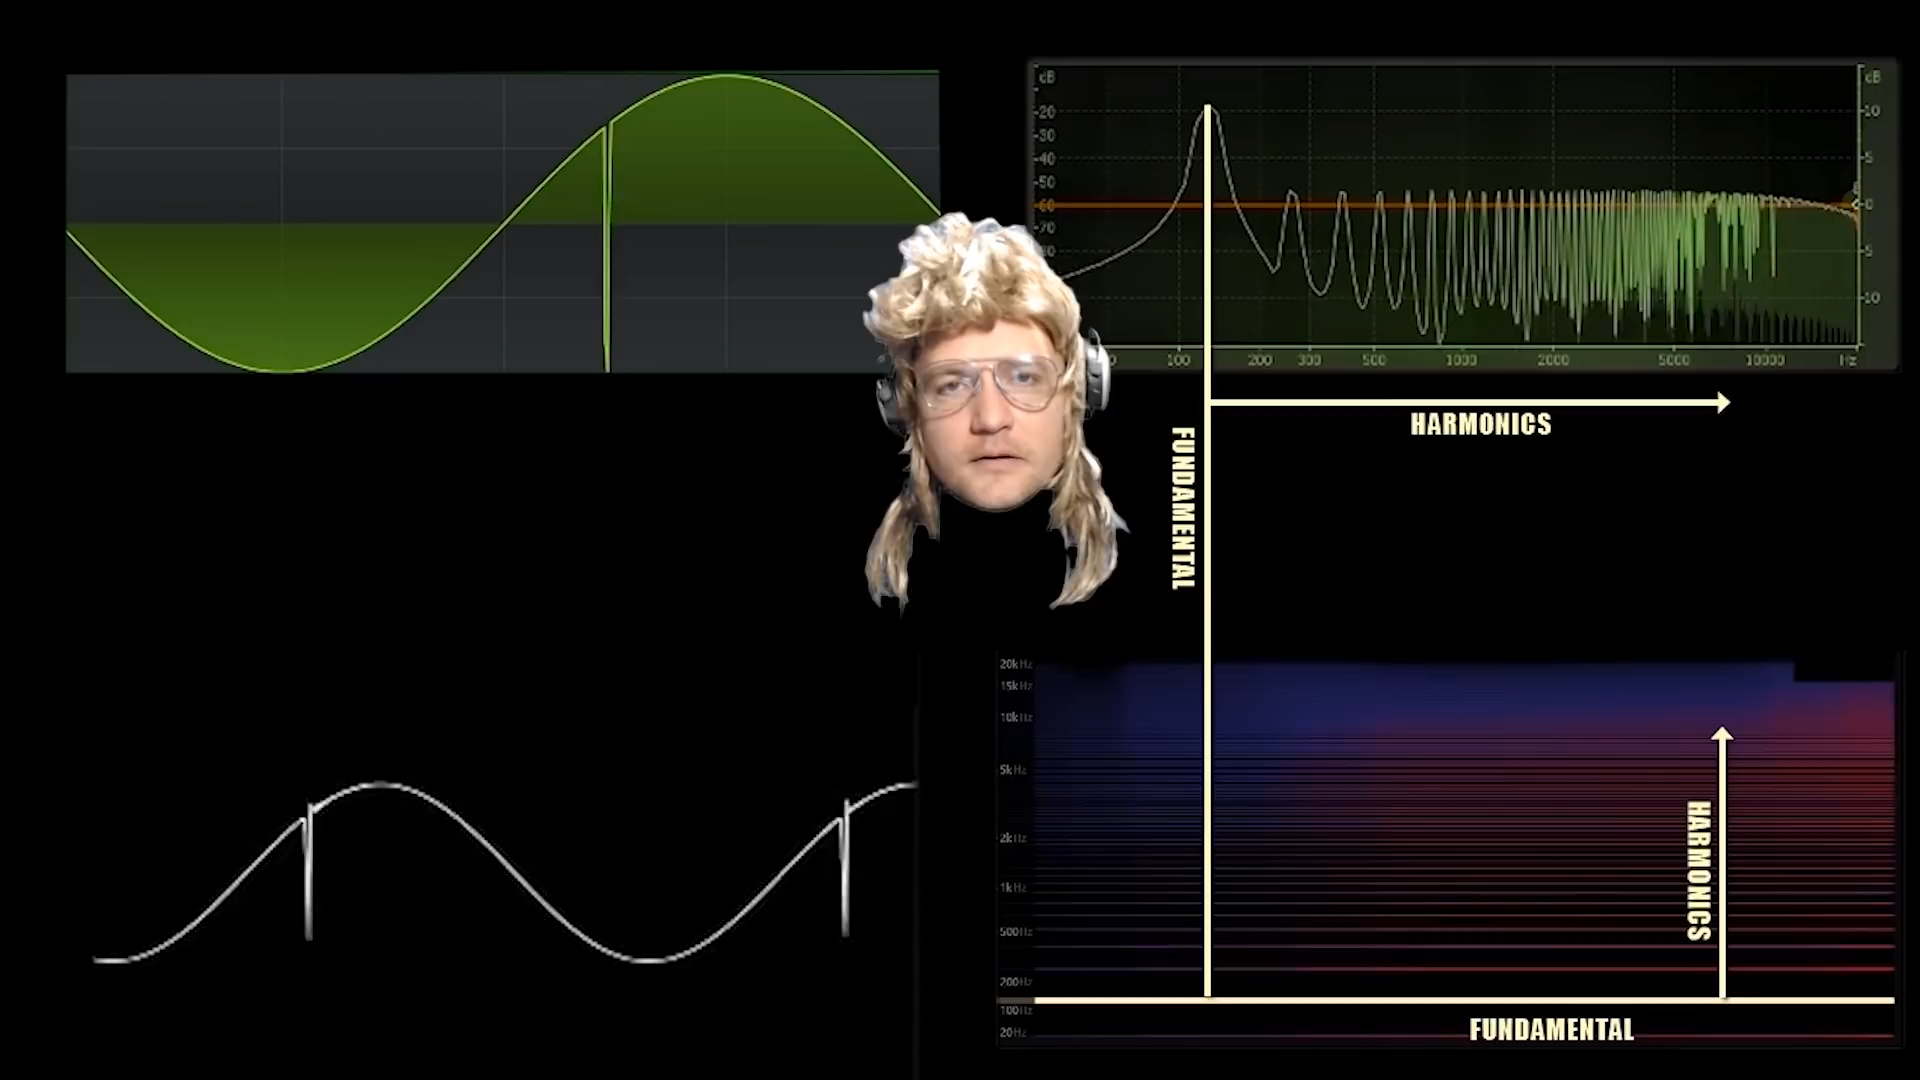 dB
-20
-30
-40
-50
-60
-70
dB
10
5
0
5
10
100
200
300
500
1000
2000
5000
10000
Hz
HARMONICS
FUNDAMENTAL
20kHz
15kHz
10kHz
5kHz
2kHz
1kHz
500Hz
200Hz
100Hz
20Hz
HARMONICS
FUNDAMENTAL